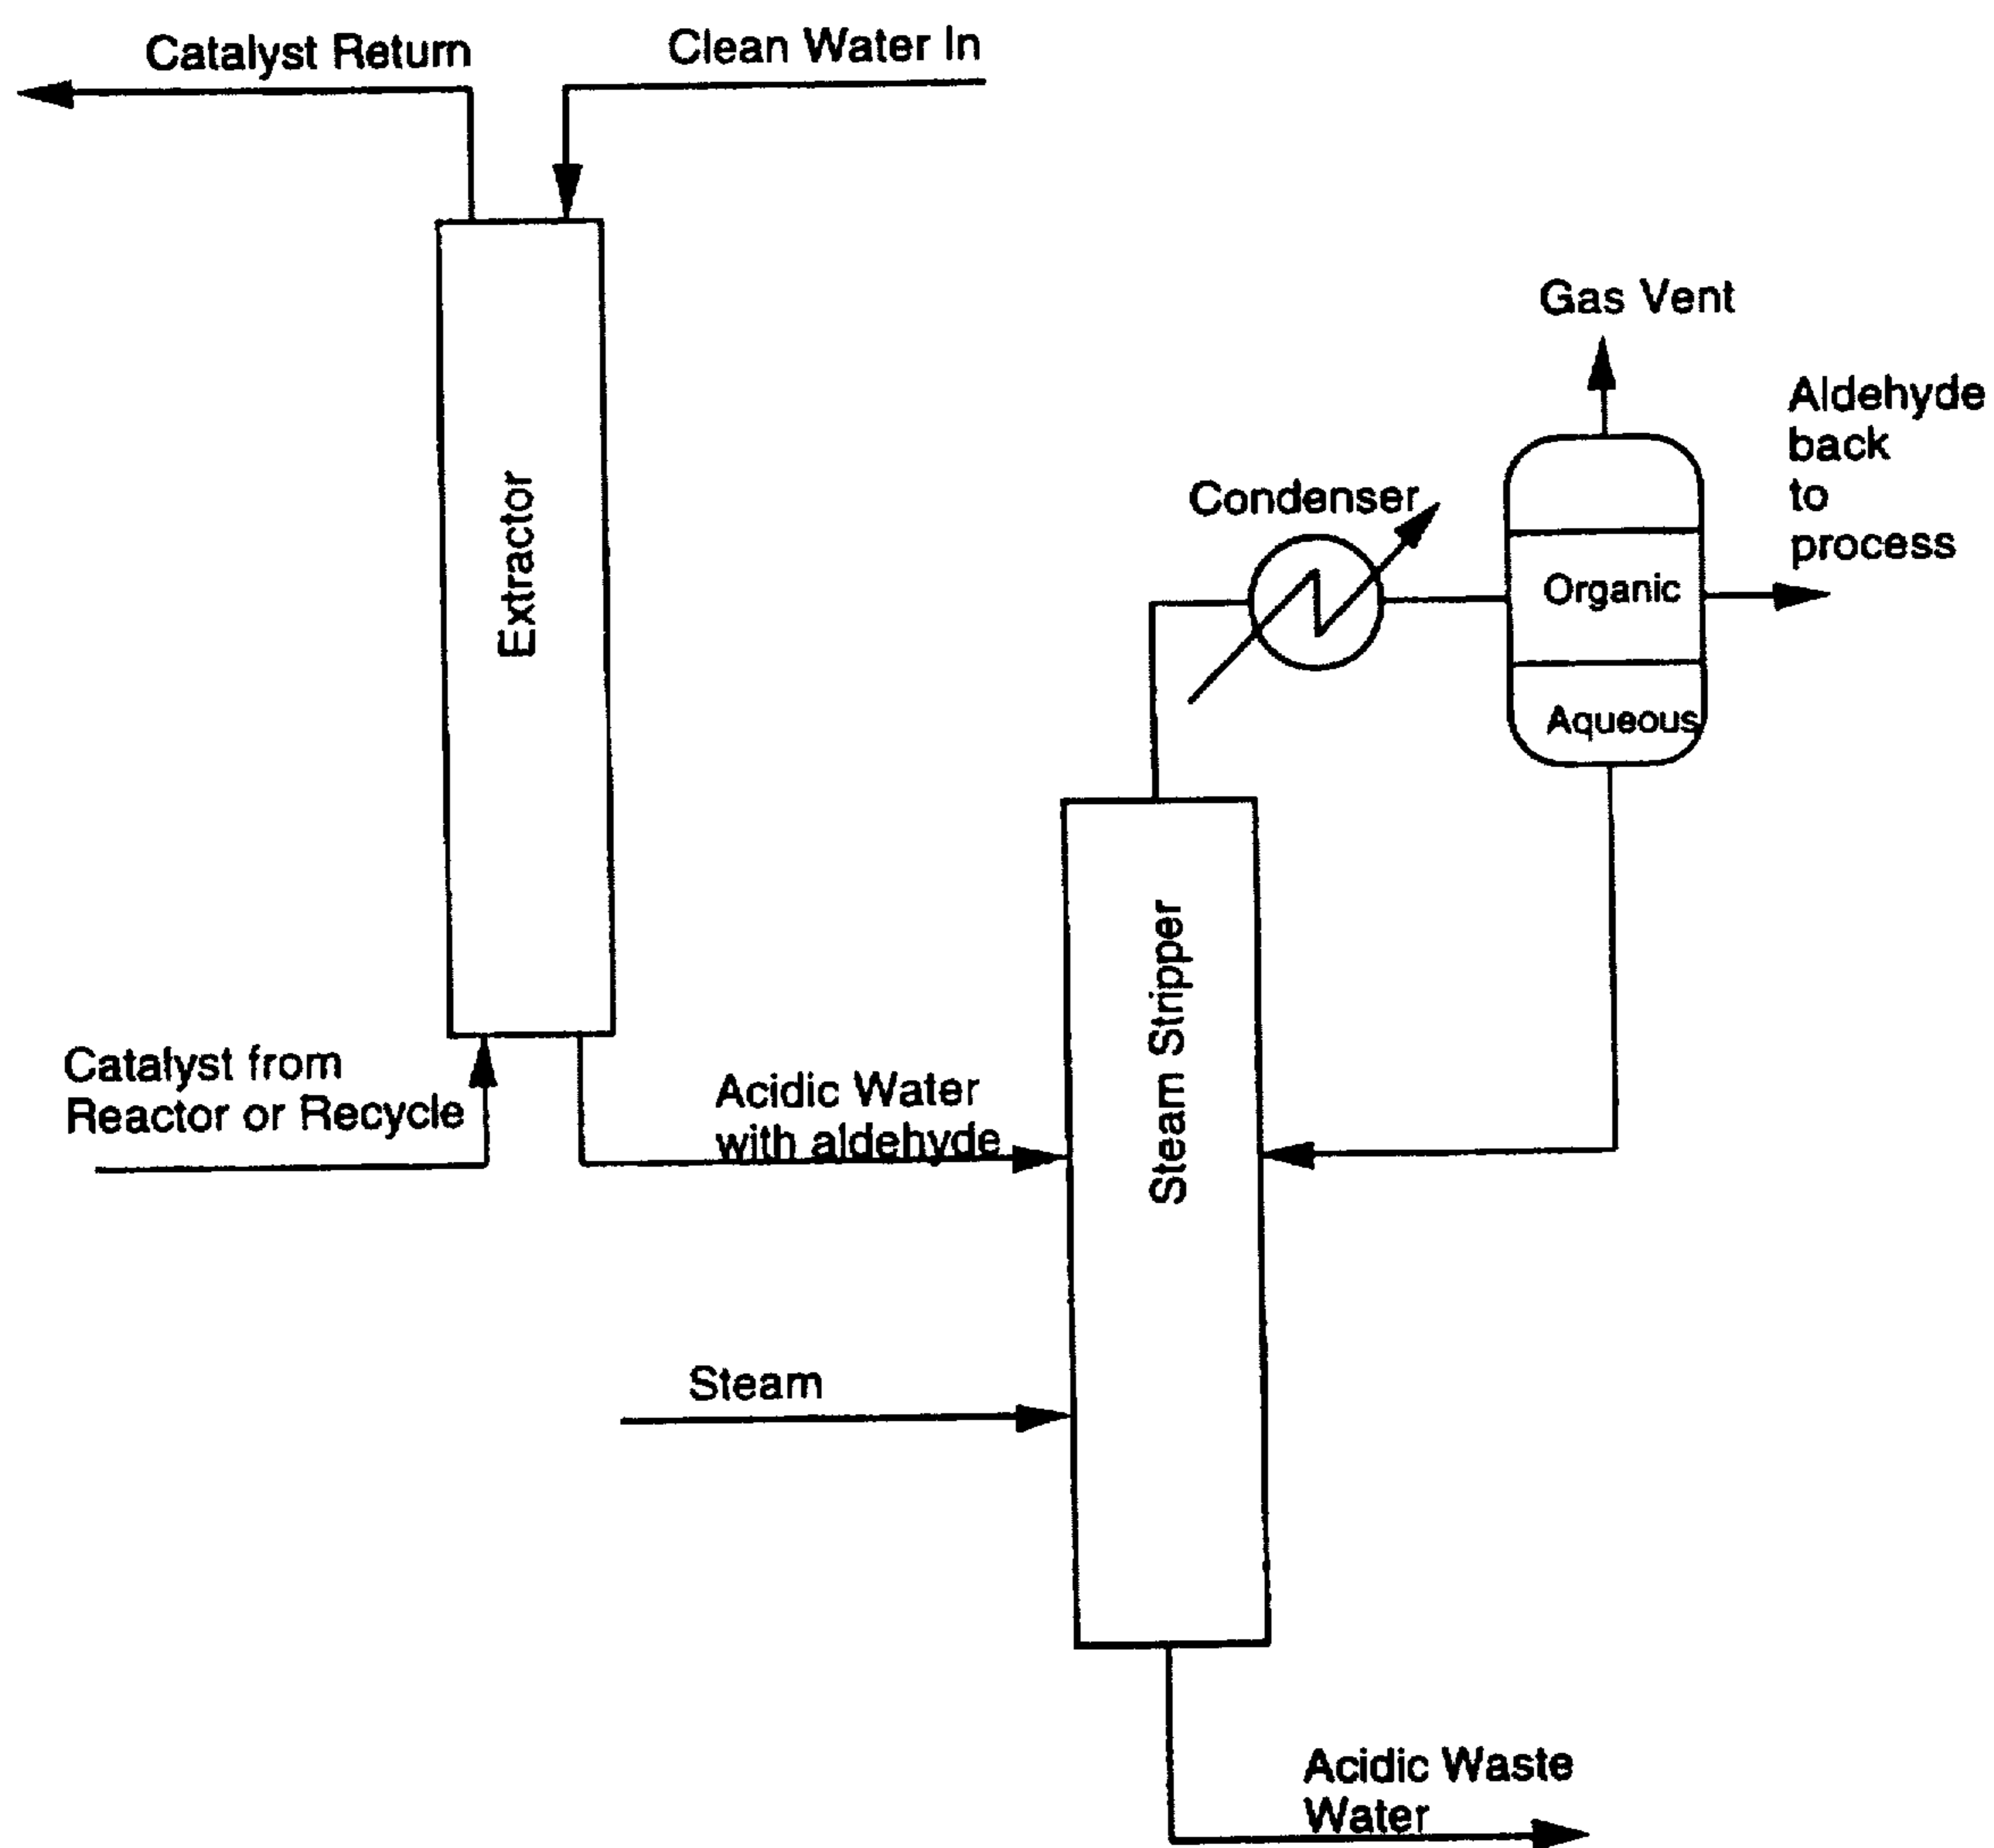 Catalyst Return
Clean Water In
Gas Vent
Aldehyde
back
to
process
Condenser
Organic
Aqueous
Extractor
Steam Stripper
Catalyst from
Reactor or Recycle
Acidic Water
with aldehyde
Steam
Acidic Waste
Water